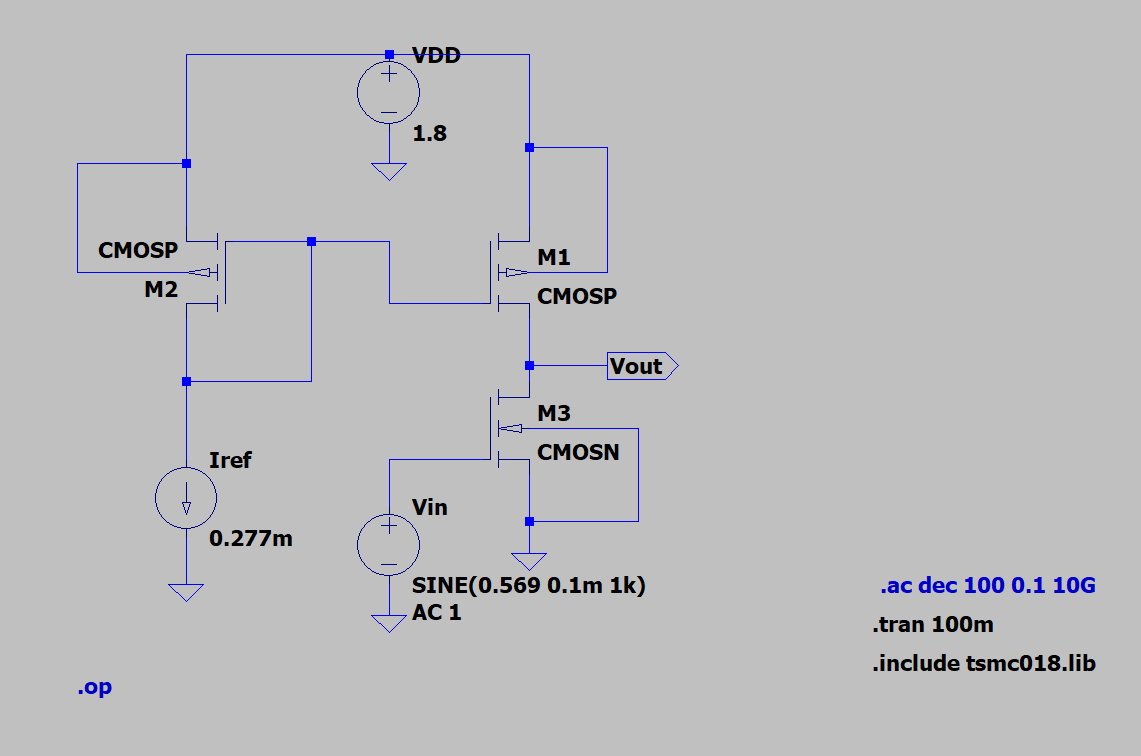 VDD
1.8
CMOSP
M2
M1
CMOSP
Vout
M3
CMOSN
Iref
0.277m
Vin
SINE(0.569 0.1m 1k)
AC 1
.ac dec 100 0.1 10G
.tran 100m
.include tsmc018.lib
.op